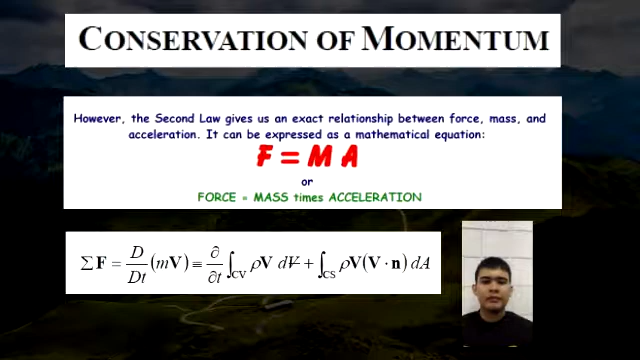 CONSERVATION OF MOMENTUM
However, the Second Law gives us an exact relationship between force, mass, and
acceleration. It can be expressed as a mathematical equation:
F = M A
or
FORCE = MASS times ACCELERATION
∑F = D/Dt (mV) ≡ ∂/∂t ∫CV ρV dV̶ + ∫CS ρV(V · n) dA